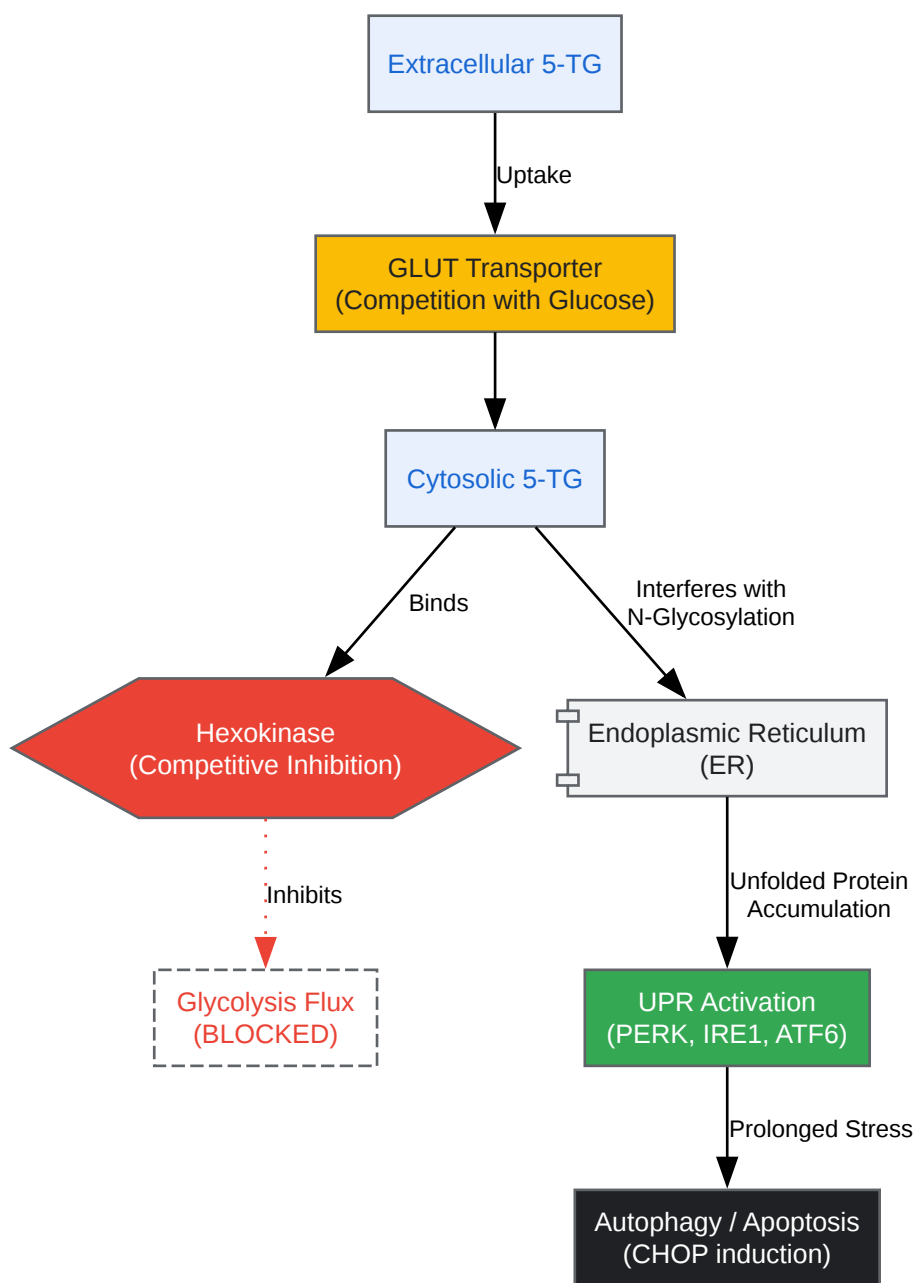 Extracellular 5-TG
Uptake
GLUT Transporter
(Competition with Glucose)
Cytosolic 5-TG
Binds
Interferes with
N-Glycosylation
Hexokinase
(Competitive Inhibition)
Endoplasmic Reticulum
(ER)
Inhibits
Unfolded Protein
Accumulation
Glycolysis Flux
(BLOCKED)
UPR Activation
(PERK, IRE1, ATF6)
Prolonged Stress
Autophagy / Apoptosis
(CHOP induction)